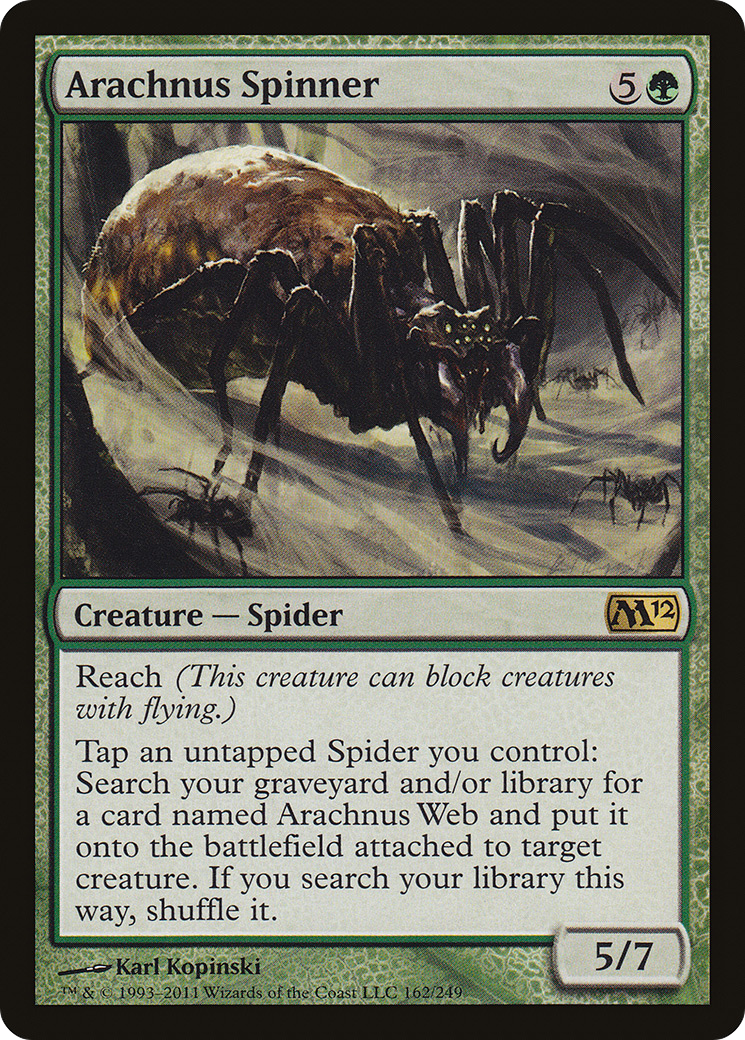 Arachnus Spinner 5
Creature — Spider M12
Reach (This creature can block creatures
with flying.)
Tap an untapped Spider you control:
Search your graveyard and/or library for
a card named Arachnus Web and put it
onto the battlefield attached to target
creature. If you search your library this
way, shuffle it.
5/7
Karl Kopinski
™ & © 1993–2011 Wizards of the Coast LLC 162/249